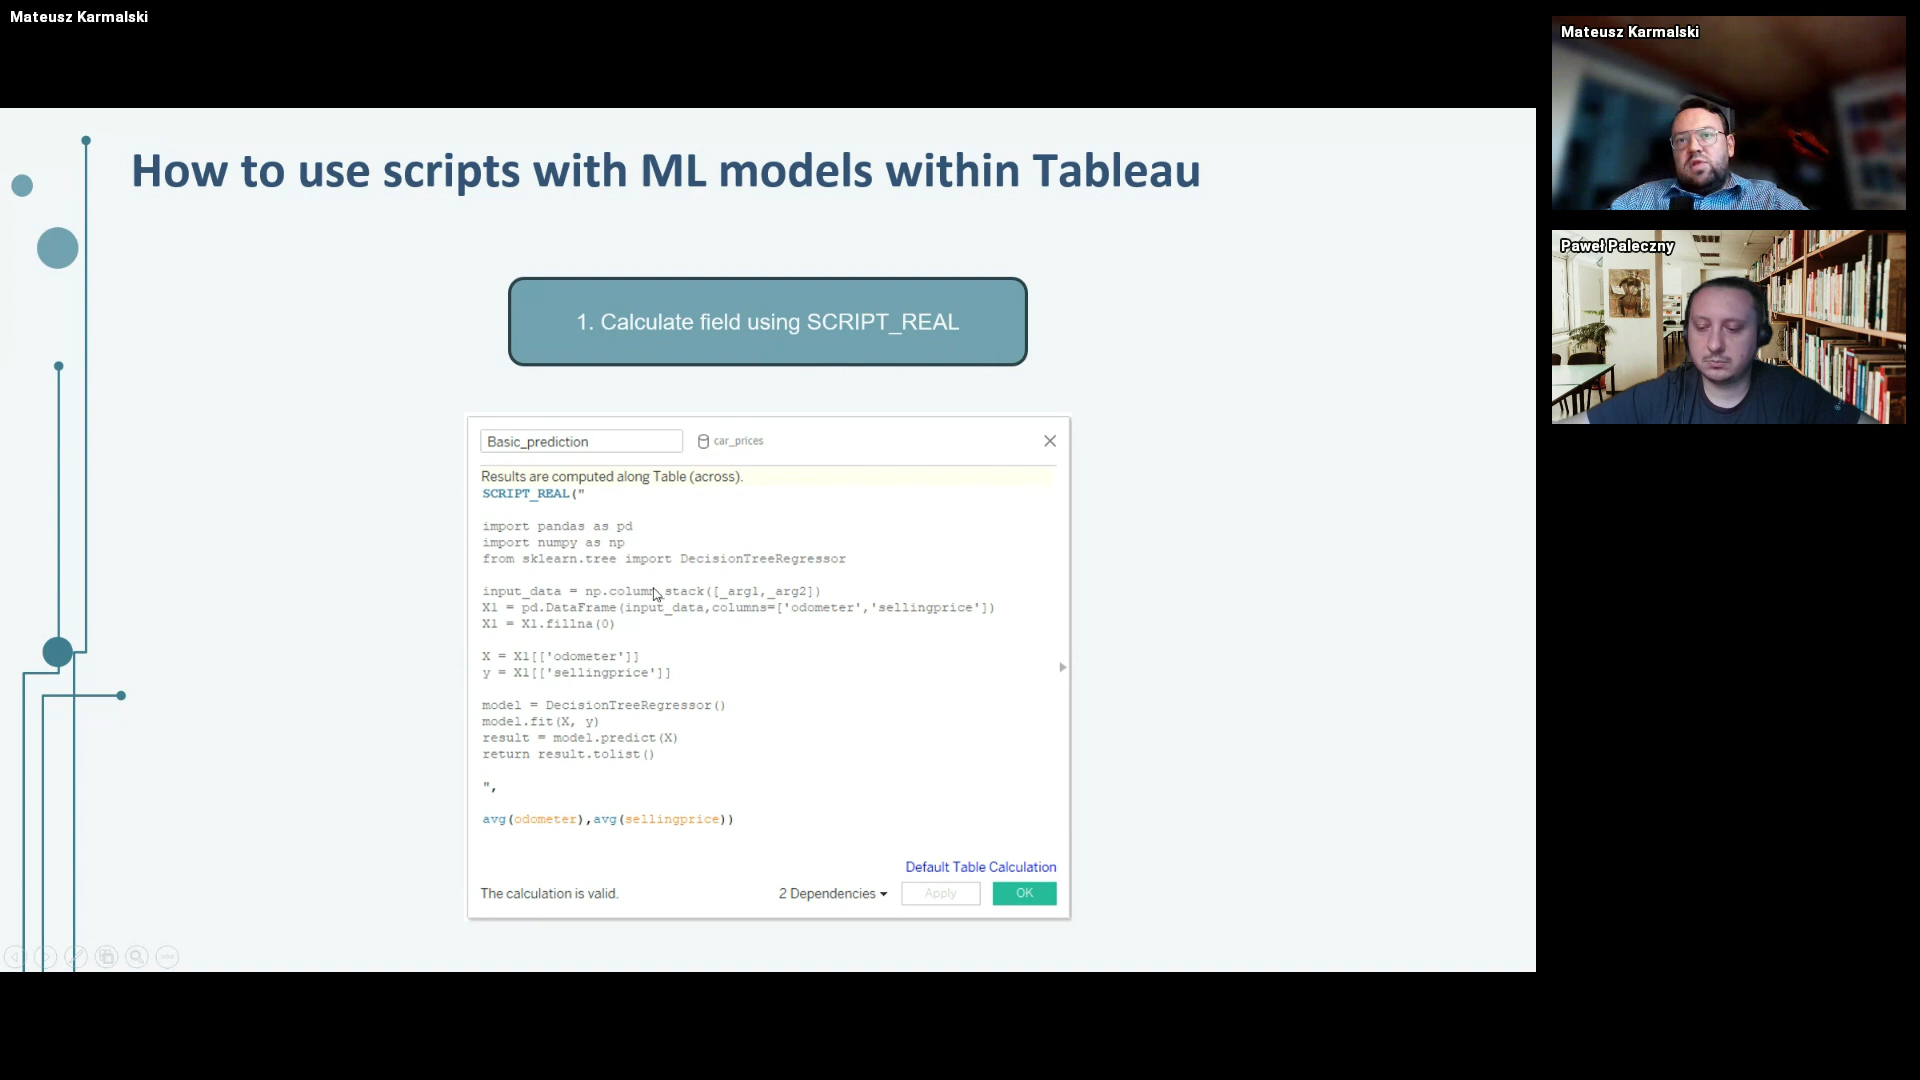 Mateusz Karmalski
Mateusz Karmalski
Paweł Paleczny
How to use scripts with ML models within Tableau
1. Calculate field using SCRIPT_REAL
Basic_prediction
car_prices
Results are computed along Table (across).
SCRIPT_REAL("
import pandas as pd
import numpy as np
from sklearn.tree import DecisionTreeRegressor
input_data = np.column_stack([_arg1,_arg2])
X1 = pd.DataFrame(input_data,columns=['odometer','sellingprice'])
X1 = X1.fillna(0)
X = X1[['odometer']]
y = X1[['sellingprice']]
model = DecisionTreeRegressor()
model.fit(X, y)
result = model.predict(X)
return result.tolist()
",
avg(odometer),avg(sellingprice))
Default Table Calculation
The calculation is valid.
2 Dependencies
Apply
OK